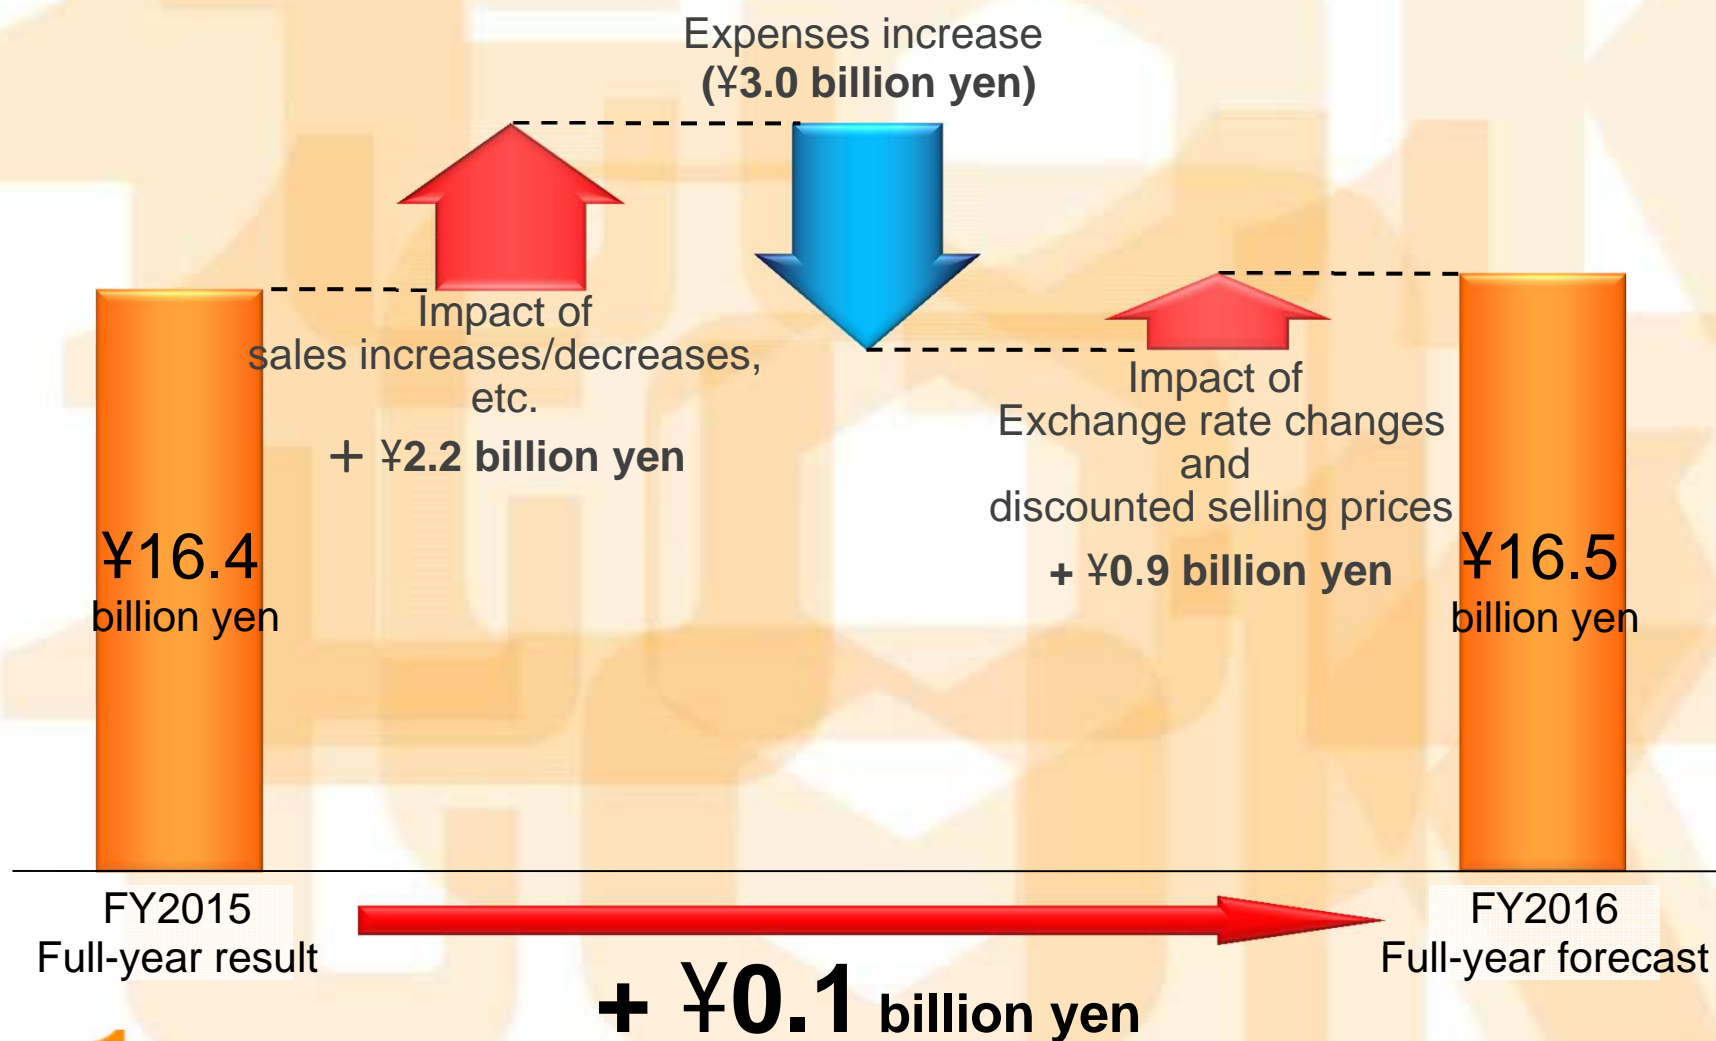 Expenses increase
(¥3.0 billion yen)
Impact of
sales increases/decreases,
etc.
+ ¥2.2 billion yen
Impact of
Exchange rate changes
and
discounted selling prices
+ ¥0.9 billion yen
¥16.4
billion yen
¥16.5
billion yen
FY2015
Full-year result
FY2016
Full-year forecast
+ ¥0.1 billion yen